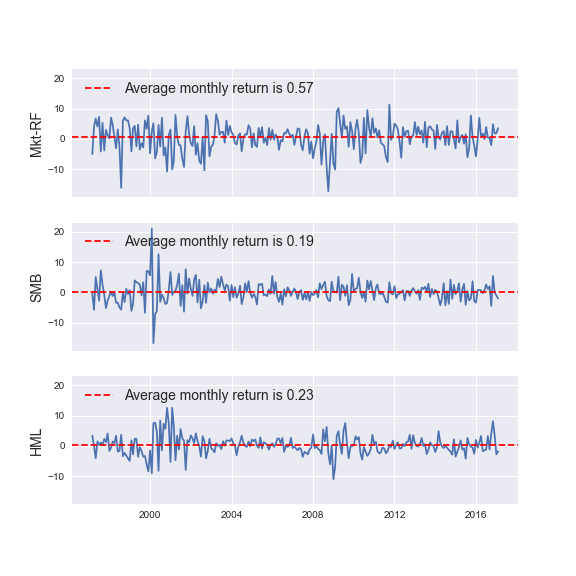 Average monthly return is 0.57
Mkt-RF
20
10
0
−10
Average monthly return is 0.19
SMB
20
10
0
−10
Average monthly return is 0.23
HML
20
10
0
−10
2000 2004 2008 2012 2016